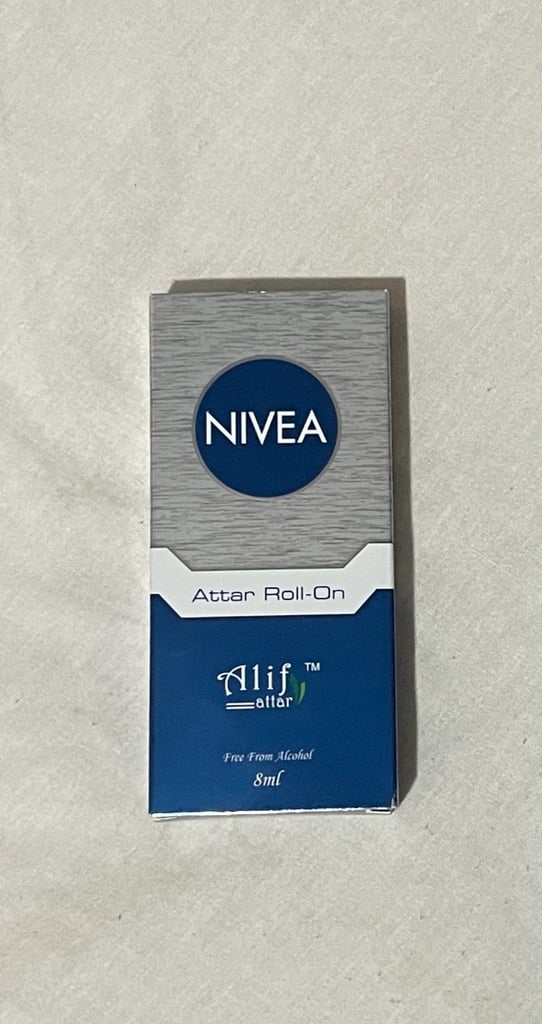 NIVEA
Attar Roll-On
Alif™
attar
Free From Alcohol
8ml